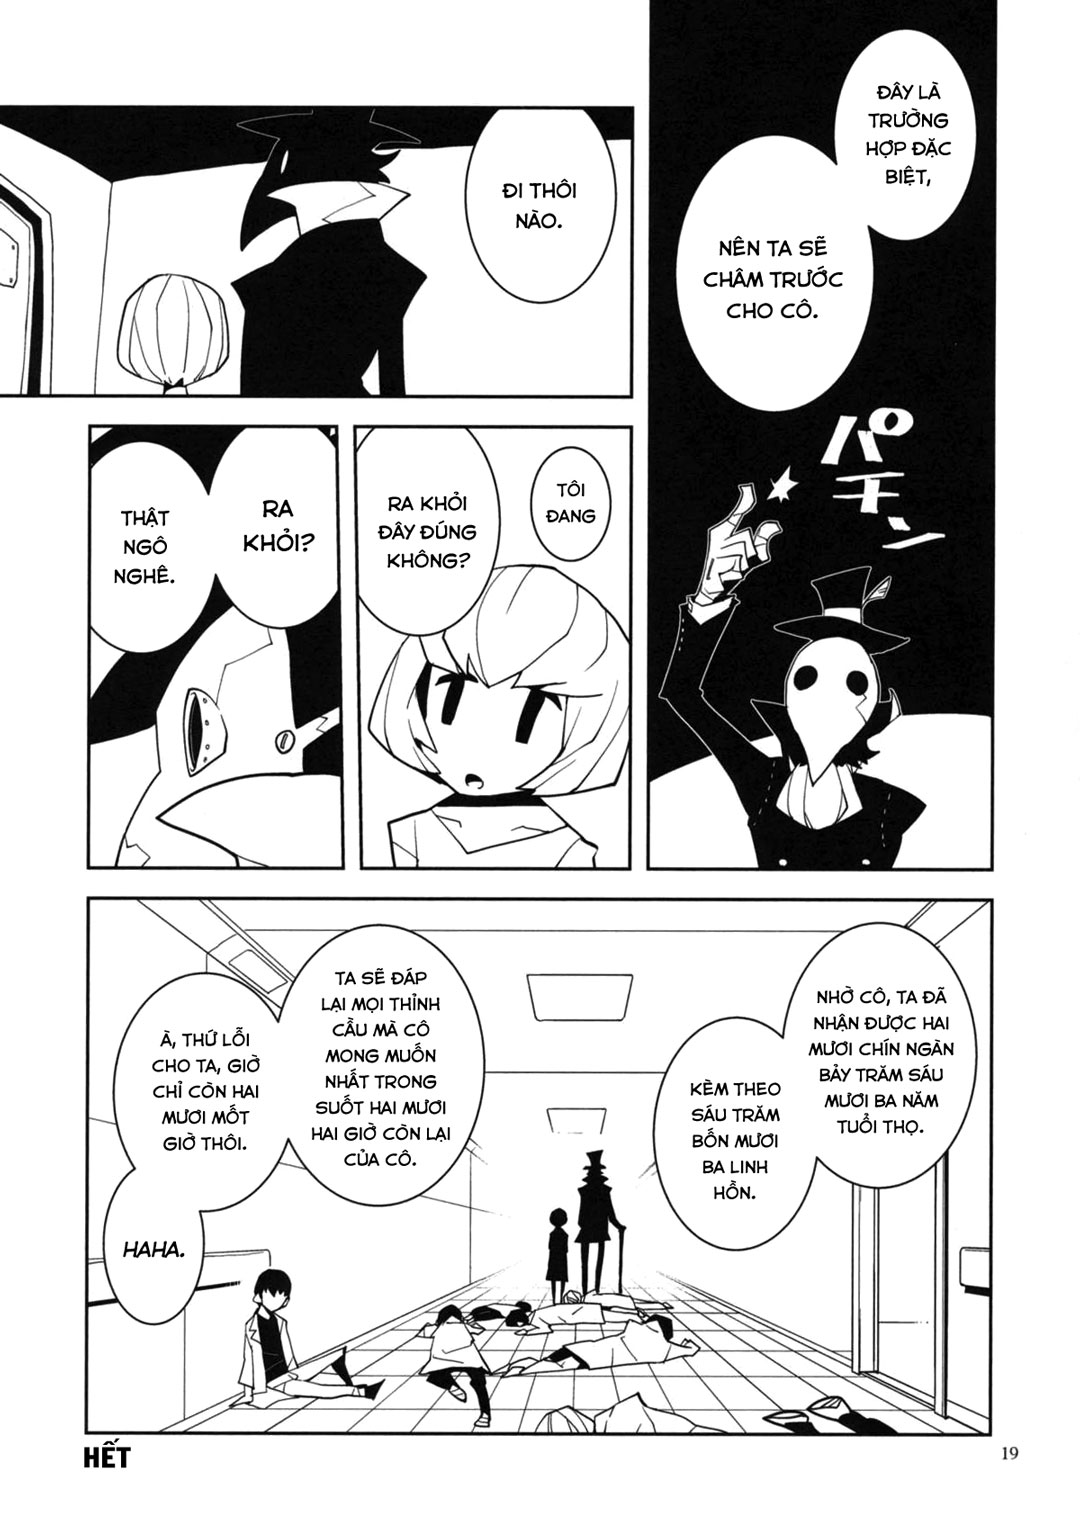 ĐÂY LÀ
TRƯỜNG
HỢP ĐẶC
BIỆT,
NÊN TA SẼ
CHÂM TRƯỚC
CHO CÔ.
パチン
ĐI THÔI
NÀO.
TÔI
ĐANG
RA KHỎI
ĐÂY ĐÚNG
KHÔNG?
RA
KHỎI?
THẬT
NGÔ
NGHÊ.
NHỜ CÔ, TA ĐÃ
NHẬN ĐƯỢC HAI
MƯƠI CHÍN NGÀN
BẢY TRĂM SÁU
MƯƠI BA NĂM
TUỔI THỌ,
KÈM THEO
SÁU TRĂM
BỐN MƯƠI
BA LINH
HỒN.
TA SẼ ĐÁP
LẠI MỌI THỈNH
CẦU MÀ CÔ
MONG MUỐN
NHẤT TRONG
SUỐT HAI MƯƠI
HAI GIỜ CÒN LẠI
CỦA CÔ.
À, THỨ LỖI
CHO TA, GIỜ
CHỈ CÒN HAI
MƯƠI MỐT
GIỜ THÔI.
HAHA.
HẾT
19